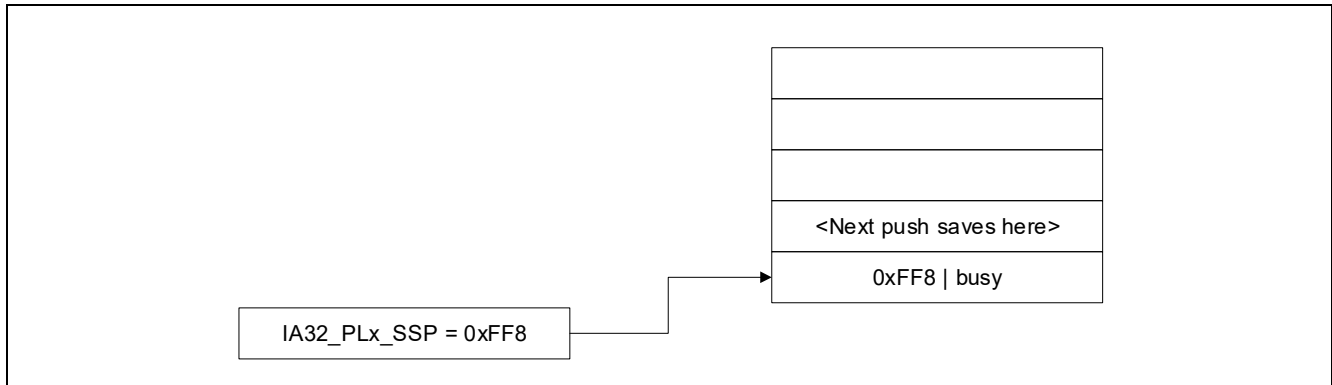 <Next push saves here>
0xFF8 | busy
IA32_PLx_SSP = 0xFF8